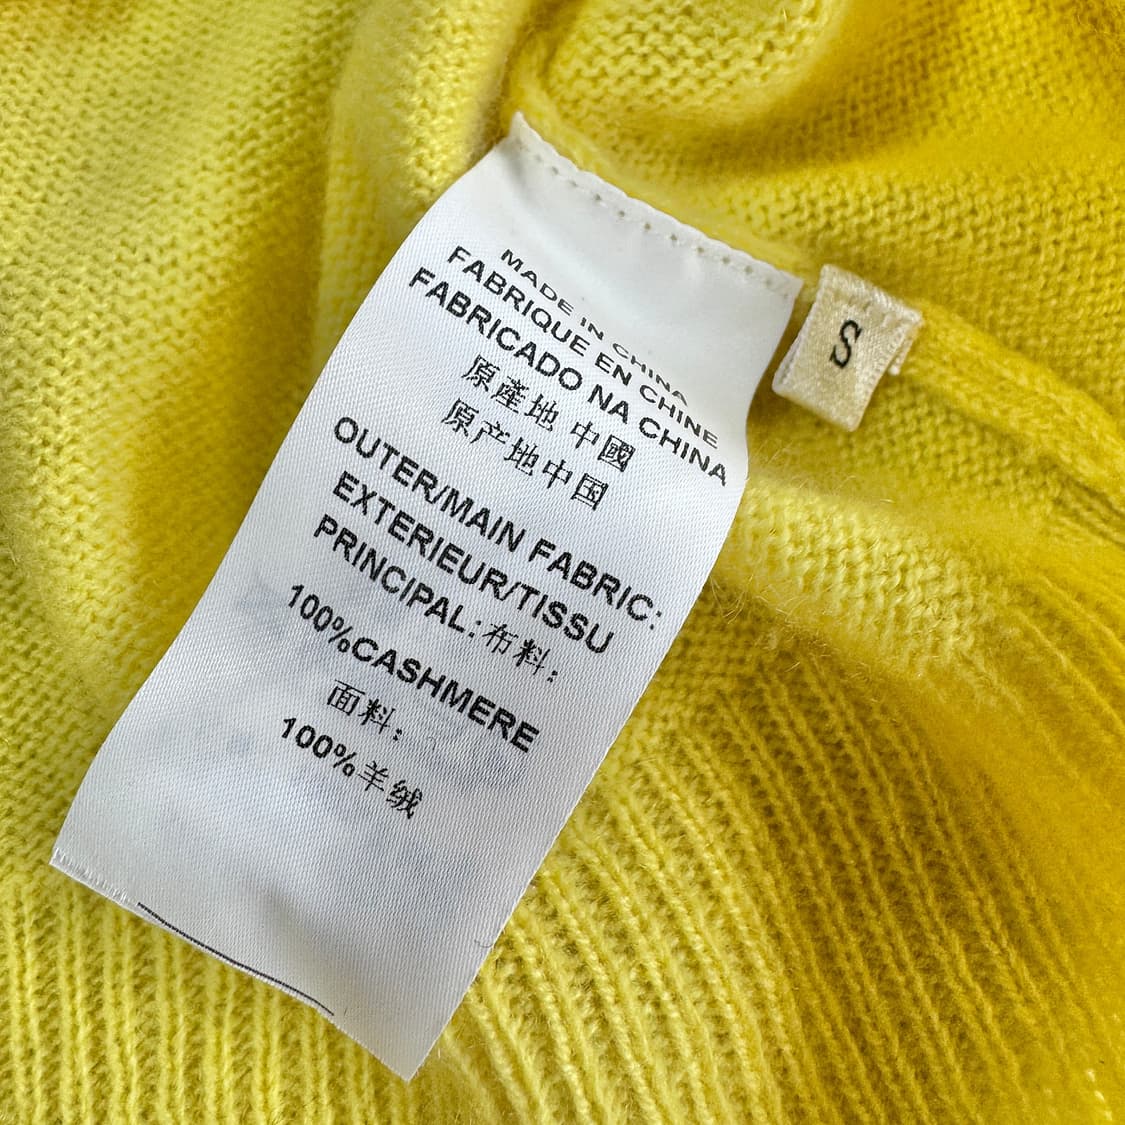 MADE IN CHINA
FABRIQUE EN CHINE
FABRICADO NA CHINA
原產地 中國
原产地中国
OUTER/MAIN FABRIC:
EXTERIEUR/TISSU
PRINCIPAL:布料:
100%CASHMERE
面料:
100%羊绒
S